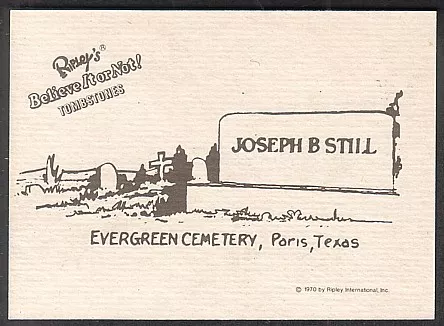 Ripley's®
Believe It or Not!
TOMBSTONES
JOSEPH B STILL
EVERGREEN CEMETERY, Paris, Texas
© 1970 by Ripley International, Inc.